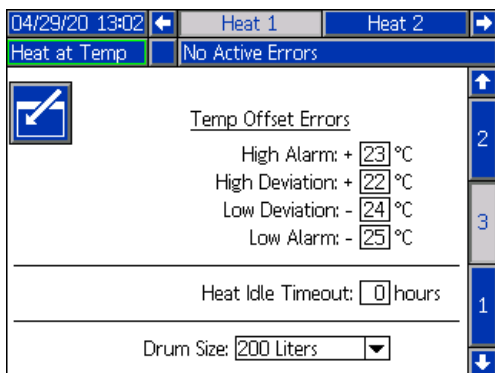 04/29/20 13:02 Heat 1 Heat 2
Heat at Temp No Active Errors
Temp Offset Errors
High Alarm: + 23 °C
High Deviation: + 22 °C
Low Deviation: - 24 °C
Low Alarm: - 25 °C
Heat Idle Timeout: 0 hours
Drum Size: 200 Liters
2
3
1